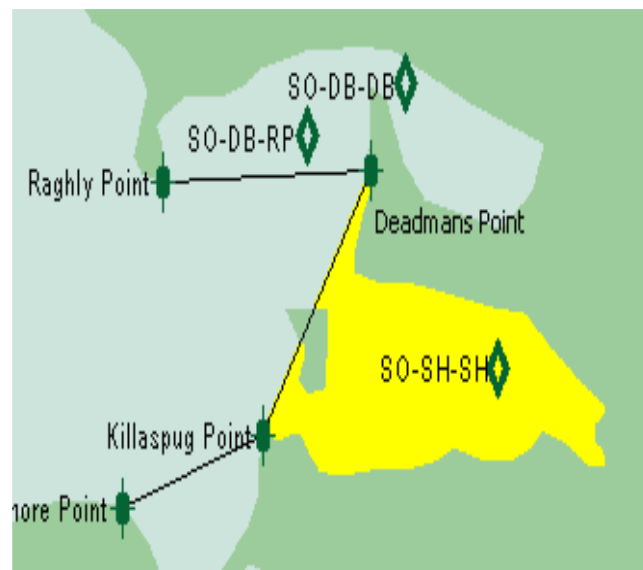 SO-DB-DB
SO-DB-RP
Raghly Point
Deadmans Point
SO-SH-SH
Killaspug Point
more Point